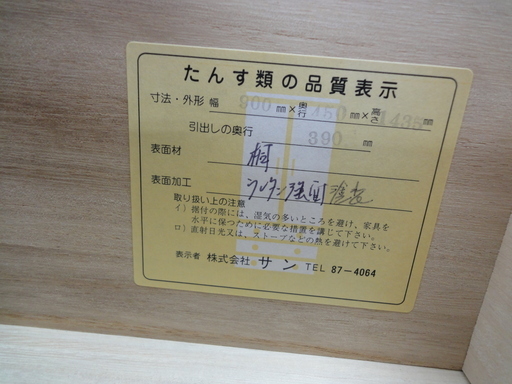 たんす類の品質表示
寸法・外形 幅 900 mm×奥行 450 mm×高さ 1435 mm
引出しの奥行 390 mm
表面材 桐
表面加工 ウレタン 塗装
取り扱い上の注意
イ）据付の際には、湿気の多いところを避け、家具を
水平に保つために必要な措置を講じて下さい。
ロ）直射日光又は、ストーブなどの熱を避けて下さい。
表示者 株式会社 サン TEL 87-4064